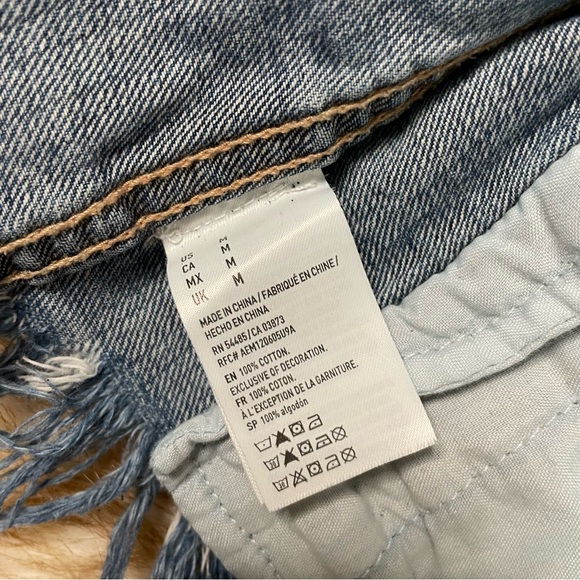 US M
CA M
MX M
UK M
MADE IN CHINA / FABRIQUÉ EN CHINE /
HECHO EN CHINA
RN 54485 / CA 03873
RFC# AEM120605U9A
EN 100% COTTON.
EXCLUSIVE OF DECORATION.
FR 100% COTON.
À L'EXCEPTION DE LA GARNITURE.
SP 100% algodón